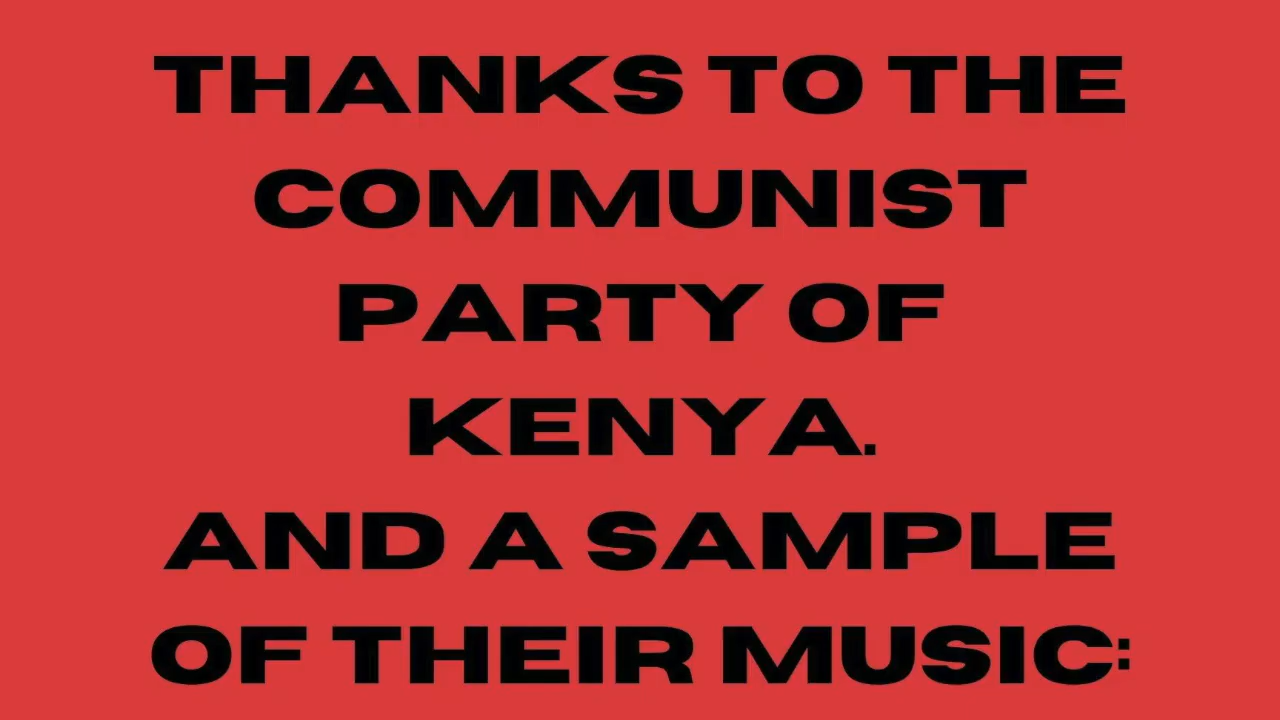 THANKS TO THE
COMMUNIST
PARTY OF
KENYA.
AND A SAMPLE
OF THEIR MUSIC: